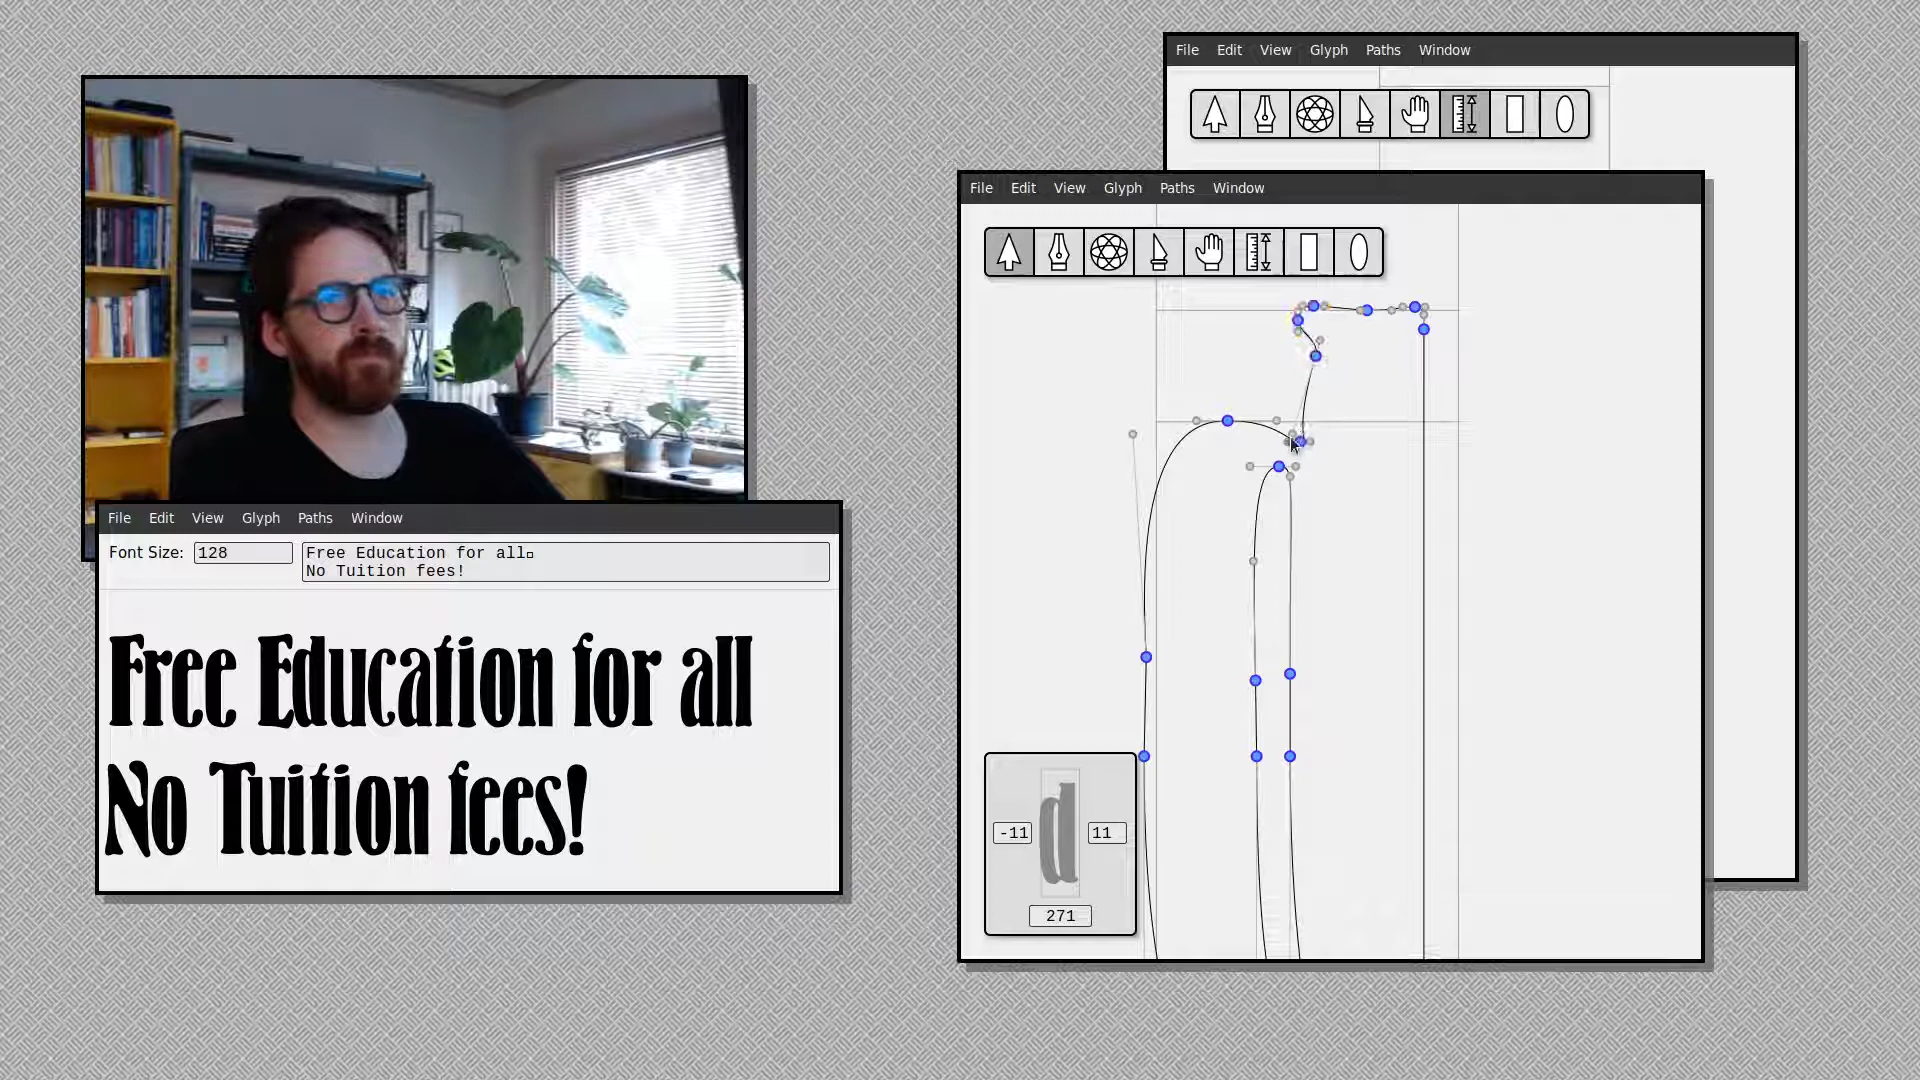 File Edit View Glyph Paths Window
File Edit View Glyph Paths Window
-11 11
271
File Edit View Glyph Paths Window
Font Size: 128
Free Education for all
No Tuition fees!
Free Education for all
No Tuition fees!